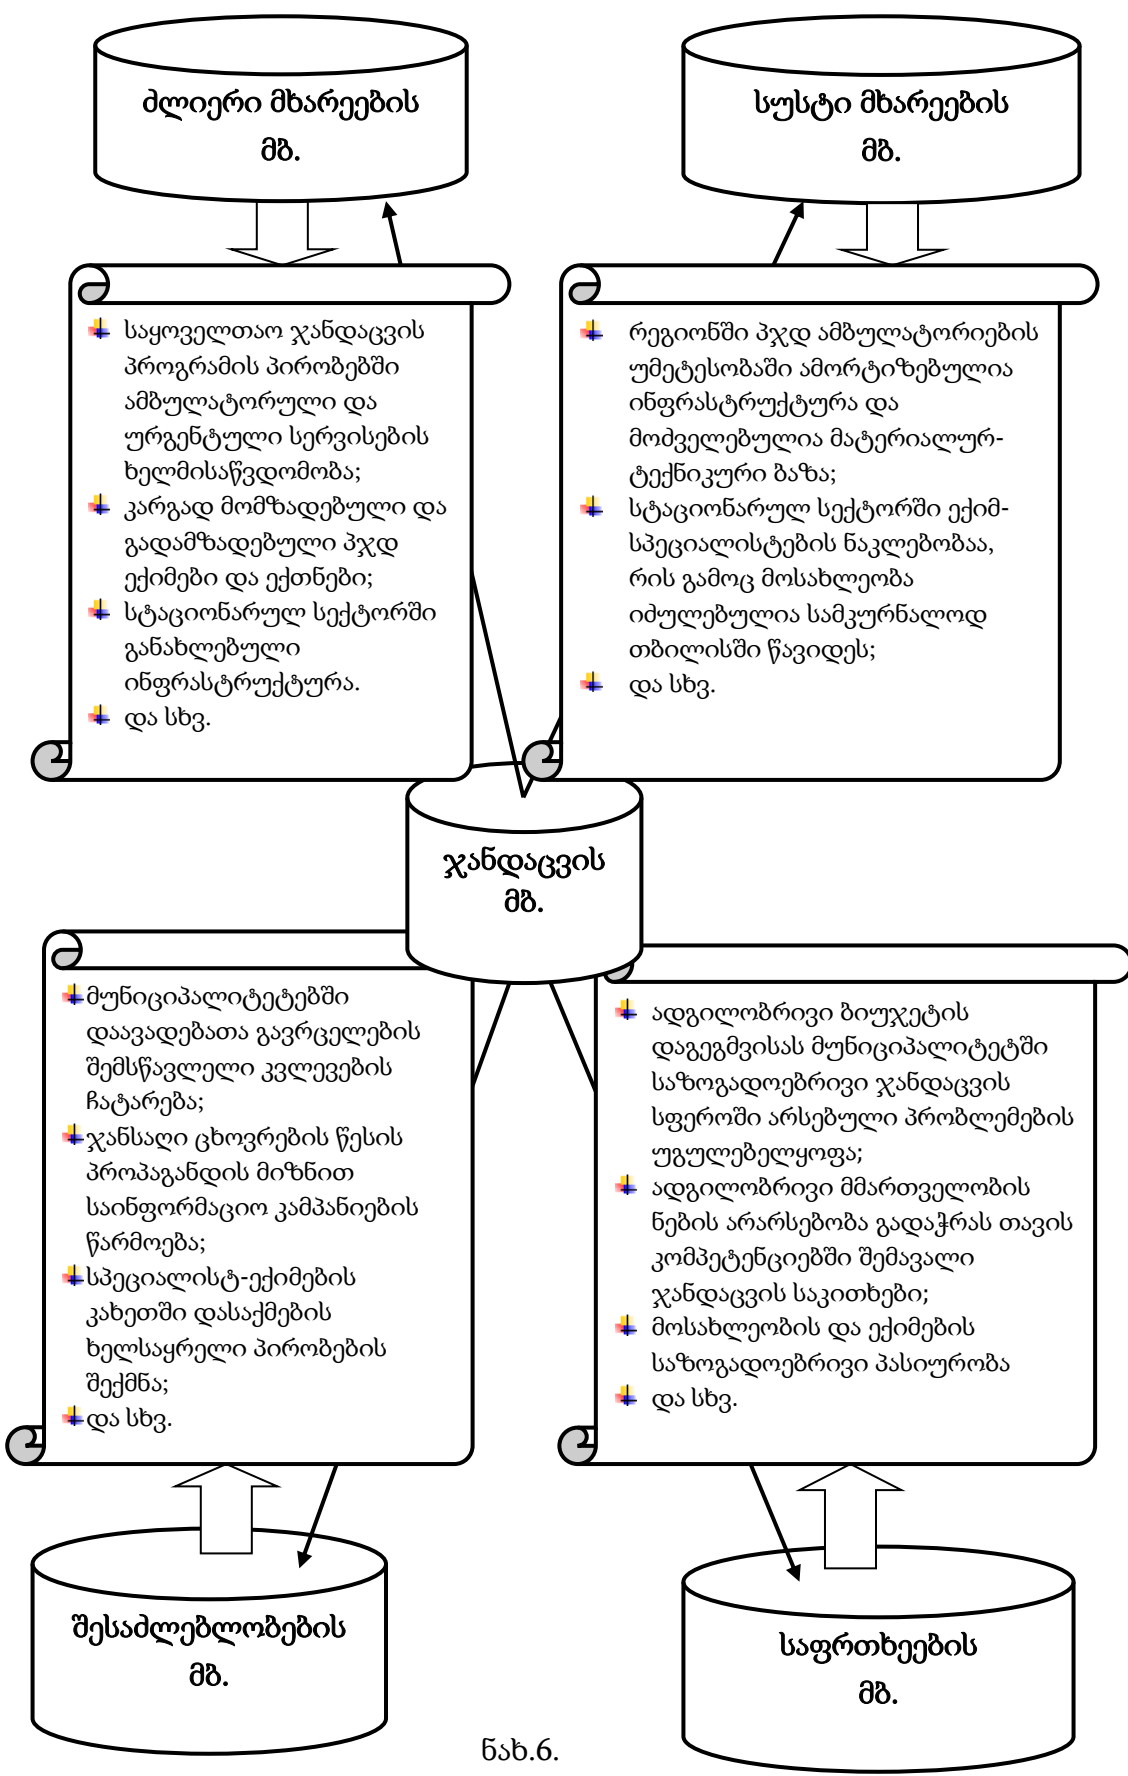 ძლიერი მხარეების
მბ.
სუსტი მხარეების
მბ.
საყოველთაო ჯანდაცვის
პროგრამის პირობებში
ამბულატორული და
ურგენტული სერვისების
ხელმისაწვდომობა;
კარგად მომზადებული და
გადამზადებული პჯდ
ექიმები და ექთნები;
სტაციონარულ სექტორში
განახლებული
ინფრასტრუქტურა.
და სხვ.
რეგიონში პჯდ ამბულატორიების
უმეტესობაში ამორტიზებულია
ინფრასტრუქტურა და
მოძველებულია მატერიალურ-
ტექნიკური ბაზა;
სტაციონარულ სექტორში ექიმ-
სპეციალისტების ნაკლებობაა,
რის გამოც მოსახლეობა
იძულებულია სამკურნალოდ
თბილისში წავიდეს;
და სხვ.
ჯანდაცვის
მბ.
მუნიციპალიტეტებში
დაავადებათა გავრცელების
შემსწავლელი კვლევების
ჩატარება;
ჯანსაღი ცხოვრების წესის
პროპაგანდის მიზნით
საინფორმაციო კამპანიების
წარმოება;
სპეციალისტ-ექიმების
კახეთში დასაქმების
ხელსაყრელი პირობების
შექმნა;
და სხვ.
ადგილობრივი ბიუჯეტის
დაგეგმვისას მუნიციპალიტეტში
საზოგადოებრივი ჯანდაცვის
სფეროში არსებული პრობლემების
უგულებელყოფა;
ადგილობრივი მმართველობის
ნების არარსებობა გადაჭრას თავის
კომპეტენციებში შემავალი
ჯანდაცვის საკითხები;
მოსახლეობის და ექიმების
საზოგადოებრივი პასიურობა
და სხვ.
შესაძლებლობების
მბ.
საფრთხეების
მბ.
ნახ.6.